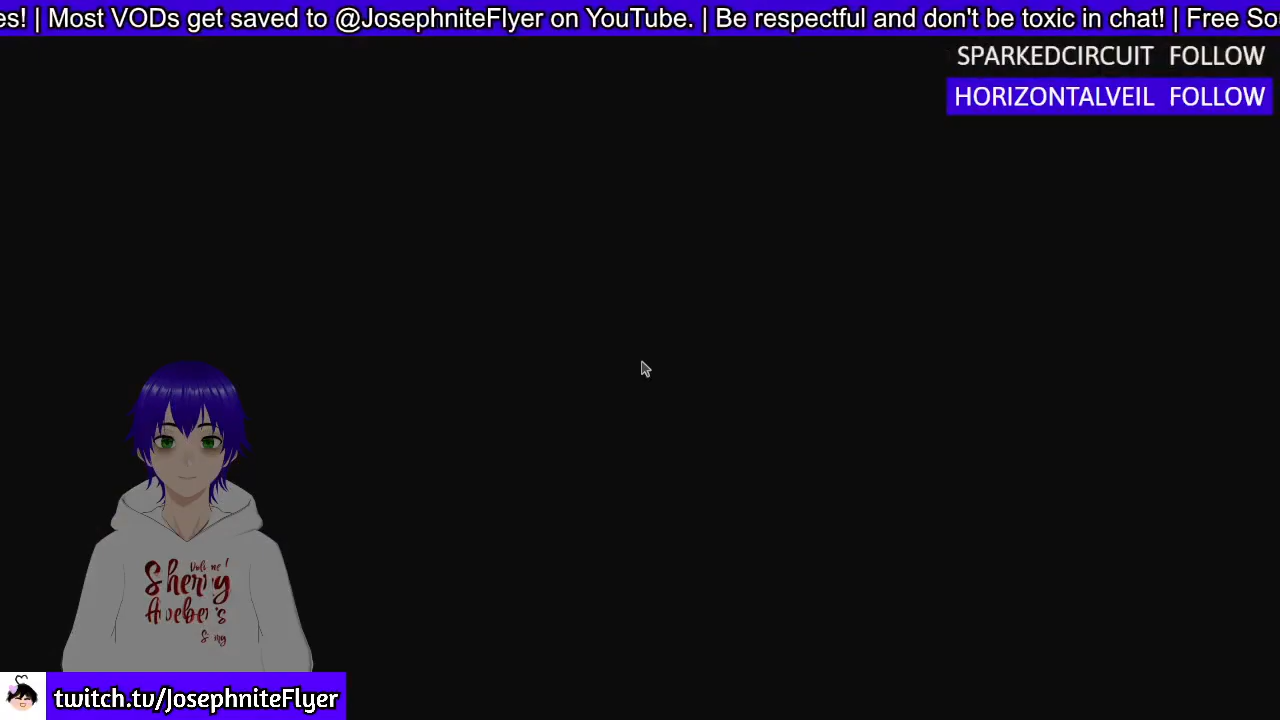 es! | Most VODs get saved to @JosephniteFlyer on YouTube. | Be respectful and don't be toxic in chat! | Free So
SPARKEDCIRCUIT FOLLOW
HORIZONTALVEIL FOLLOW
Sherry
twitch.tv/JosephniteFlyer